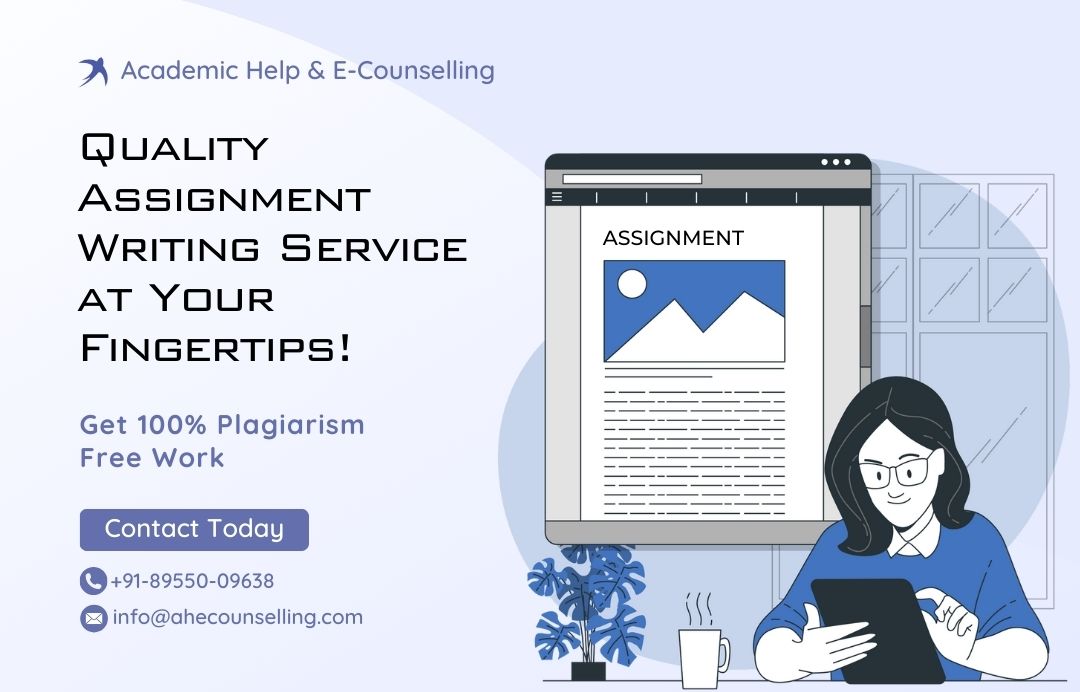 Academic Help & E-Counselling
Quality
Assignment
Writing Service
at Your
Fingertips!
Get 100% Plagiarism
Free Work
Contact Today
+91-89550-09638
info@ahecounselling.com
ASSIGNMENT